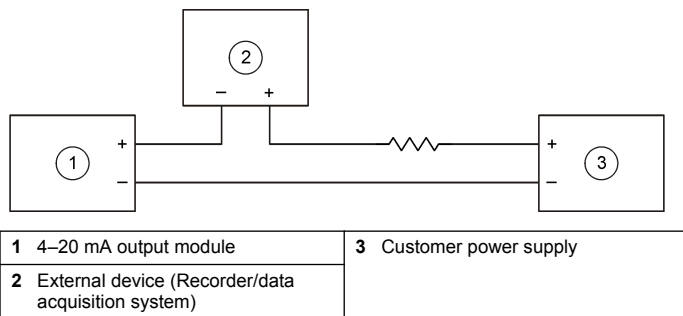 2
− +
+ +
1 3
− −
1 4–20 mA output module
3 Customer power supply
2 External device (Recorder/data
acquisition system)